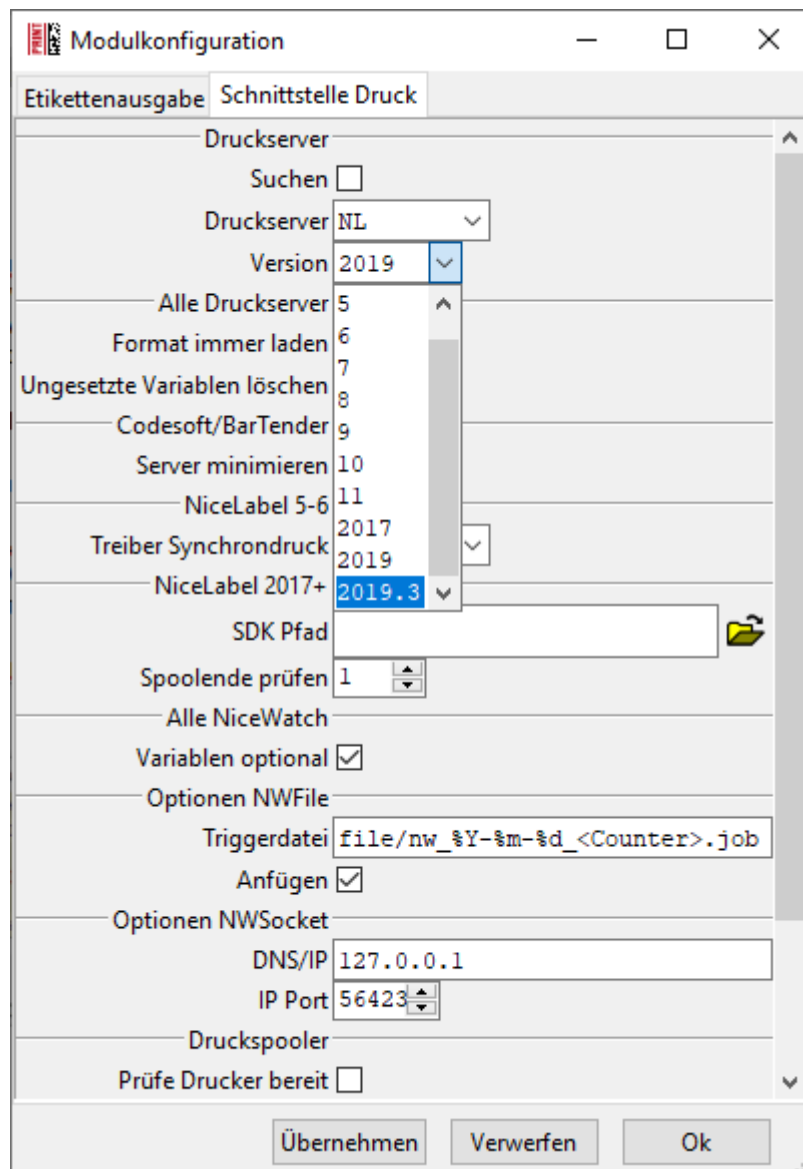 PRINT Modulkonfiguration
Etikettenausgabe Schnittstelle Druck
Druckserver
Suchen
Druckserver NL
Version 2019
Alle Druckserver 5
Format immer laden 6
7
Ungesetzte Variablen löschen 8
Codesoft/BarTender 9
Server minimieren 10
NiceLabel 5-6 11
2017
Treiber Synchrondruck 2019
NiceLabel 2017+ 2019.3
SDK Pfad
Spoolende prüfen 1
Alle NiceWatch
Variablen optional
Optionen NWFile
Triggerdatei file/nw_%Y-%m-%d_<Counter>.job
Anfügen
Optionen NWSocket
DNS/IP 127.0.0.1
IP Port 56423
Druckspooler
Prüfe Drucker bereit
Übernehmen Verwerfen Ok